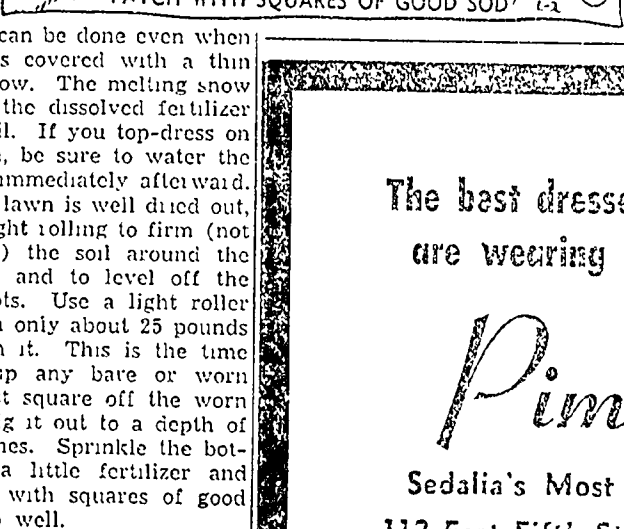 PATCH WITH SQUARES OF GOOD SOD
can be done even when
s covered with a thin
ow. The melting snow
the dissolved fertilizer
il. If you top-dress on
, be sure to water the
immediately afterward.
lawn is well dried out,
ght rolling to firm (not
) the soil around the
and to level off the
ts. Use a light roller
only about 25 pounds
it. This is the time
p any bare or worn
t square off the worn
g it out to a depth of
hes. Sprinkle the bot-
a little fertilizer and
with squares of good
well.
The best dresse
are wearing
Pim
Sedalia's Most
112 East Fifth St